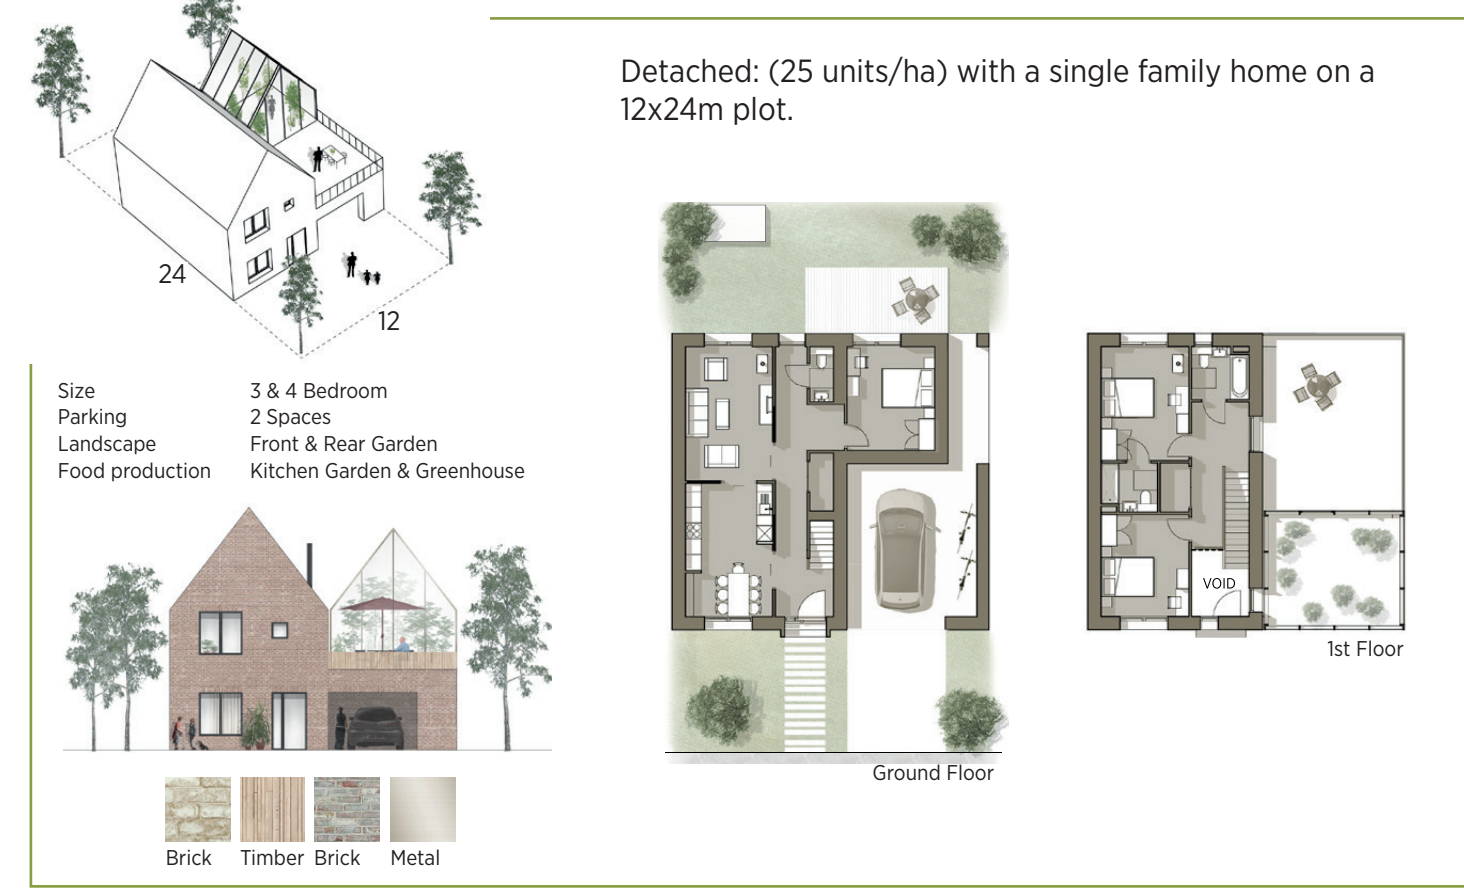 Detached: (25 units/ha) with a single family home on a
12x24m plot.
24
12
Size 3 & 4 Bedroom
Parking 2 Spaces
Landscape Front & Rear Garden
Food production Kitchen Garden & Greenhouse
VOID
1st Floor
Ground Floor
Brick Timber Brick Metal